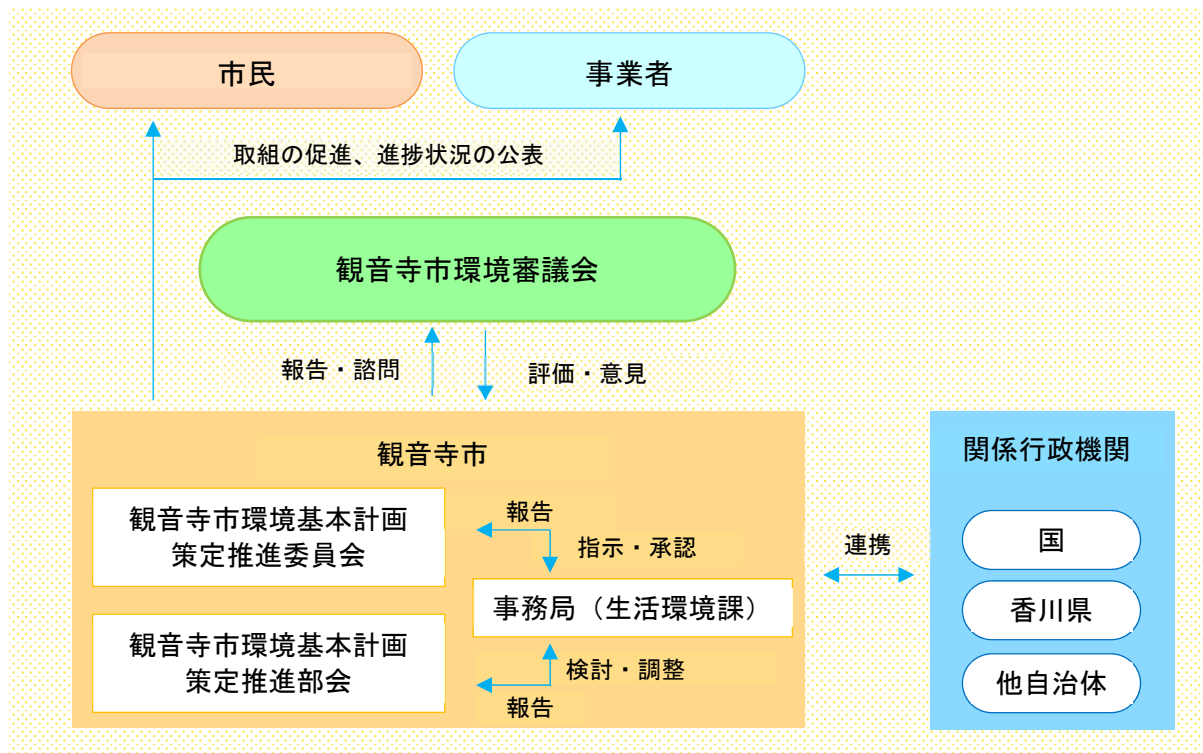 市民
事業者
取組の促進、進捗状況の公表
観音寺市環境審議会
報告・諮問
評価・意見
観音寺市
観音寺市環境基本計画
策定推進委員会
報告
指示・承認
事務局（生活環境課）
観音寺市環境基本計画
策定推進部会
検討・調整
報告
連携
関係行政機関
国
香川県
他自治体